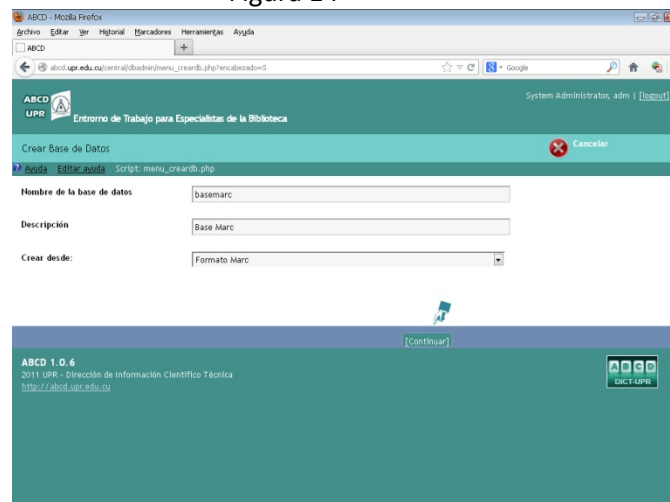 Figura 14
ABCD - Mozilla Firefox
Archivo Editar Ver Historial Marcadores Herramientas Ayuda
ABCD +
abcd.upr.edu.cu/central/dbadmin/menu_creardb.php?encabezado=S Google
ABCD
UPR
System Administrator, adm | [logout]
Entrorno de Trabajo para Especialistas de la Biblioteca
Crear Base de Datos
Cancelar
Ayuda Editar ayuda Script: menu_creardb.php
Nombre de la base de datos basemarc
Descripción Base Marc
Crear desde: Formato Marc
[Continuar]
ABCD 1.0.6
2011 UPR - Dirección de Información Científico Técnica
http://abcd.upr.edu.cu
ABCD
DICT-UPR